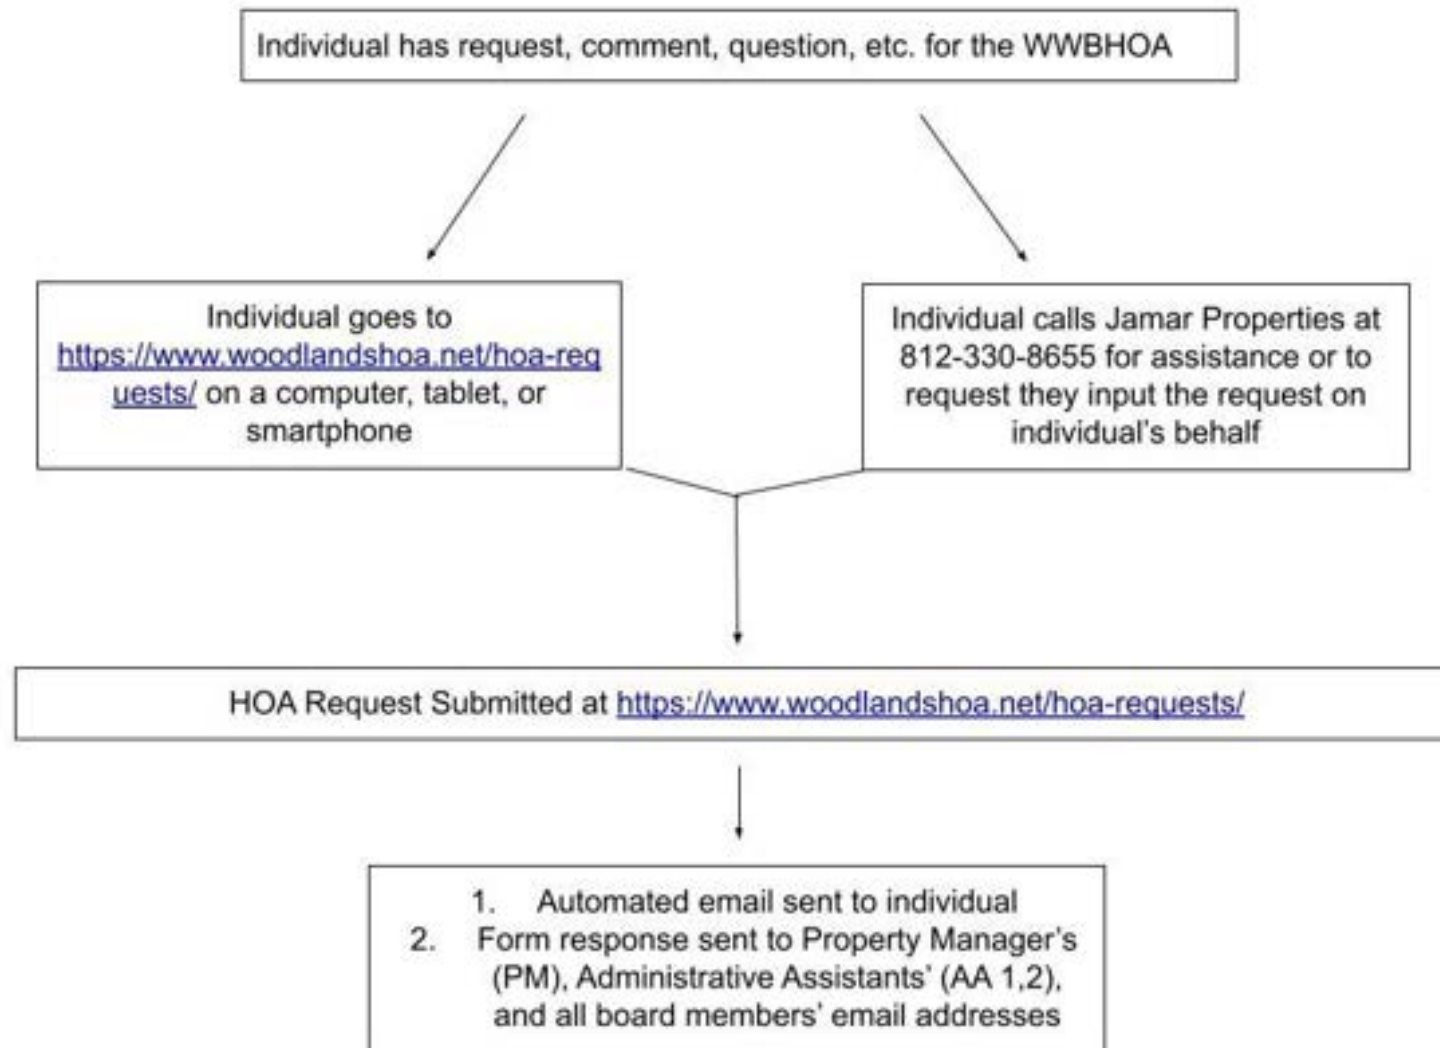 Individual has request, comment, question, etc. for the WWBHOA
Individual goes to
https://www.woodlandshoa.net/hoa-req
uests/ on a computer, tablet, or
smartphone
Individual calls Jamar Properties at
812-330-8655 for assistance or to
request they input the request on
individual's behalf
HOA Request Submitted at https://www.woodlandshoa.net/hoa-requests/
1. Automated email sent to individual
2. Form response sent to Property Manager's
(PM), Administrative Assistants' (AA 1,2),
and all board members' email addresses